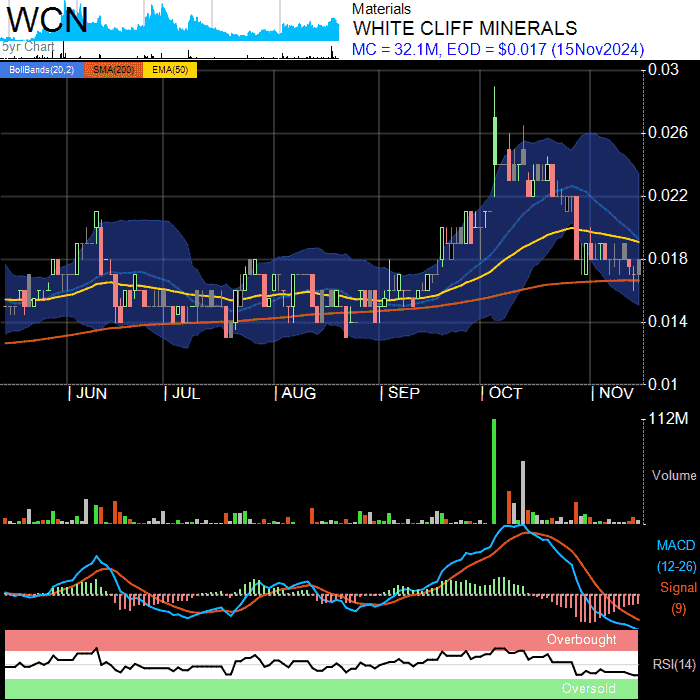 WCN
5yr Chart
Materials
WHITE CLIFF MINERALS
MC = 32.1M, EOD = $0.017 (15Nov2024)
BollBands(20,2) SMA(200) EMA(50)
0.03
0.026
0.022
0.018
0.014
0.01
JUN JUL AUG SEP OCT NOV
112M
Volume
MACD
(12-26)
Signal
(9)
Overbought
RSI(14)
Oversold